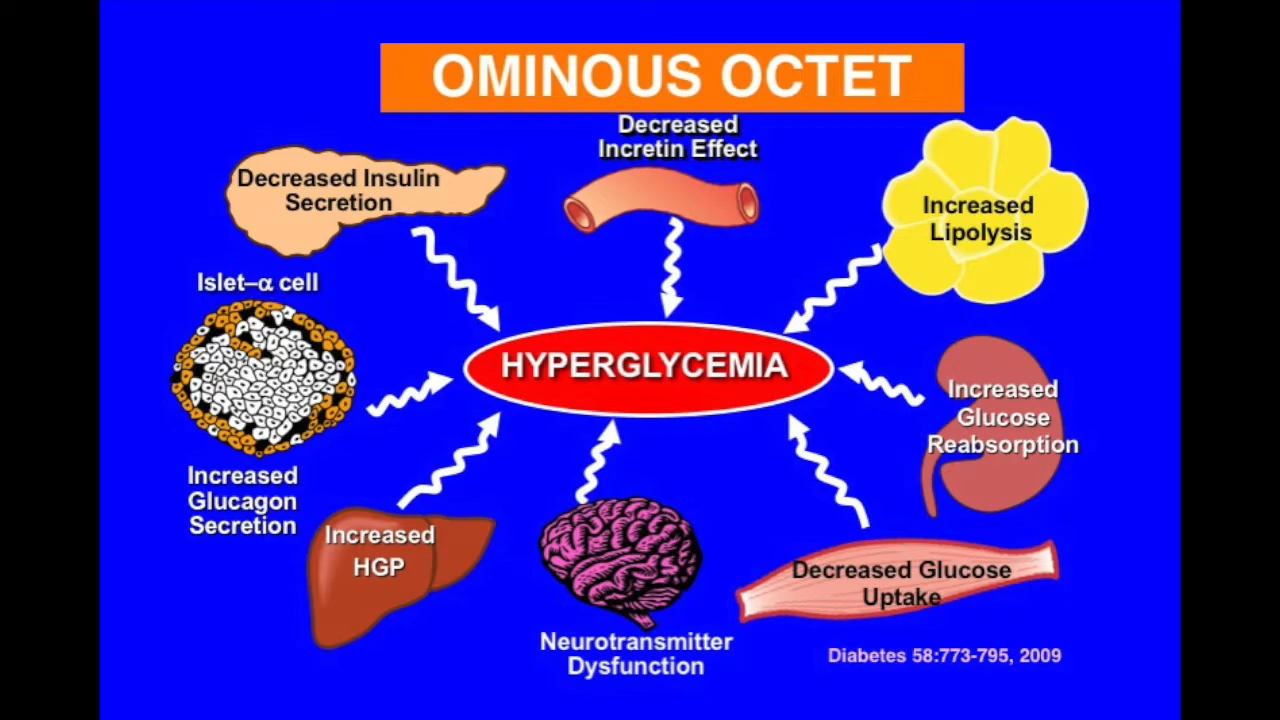 OMINOUS OCTET
Decreased
Incretin Effect
Decreased Insulin
Secretion
Increased
Lipolysis
Islet–α cell
HYPERGLYCEMIA
Increased
Glucose
Reabsorption
Increased
Glucagon
Secretion
Increased
HGP
Decreased Glucose
Uptake
Neurotransmitter
Dysfunction
Diabetes 58:773-795, 2009